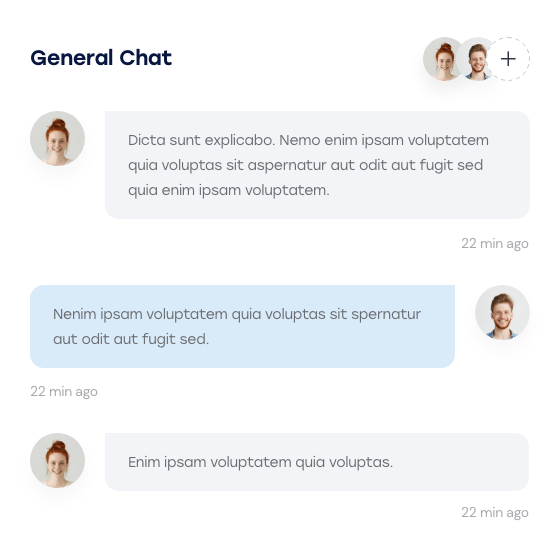 General Chat
Dicta sunt explicabo. Nemo enim ipsam voluptatem
quia voluptas sit aspernatur aut odit aut fugit sed
quia enim ipsam voluptatem.
22 min ago
Nenim ipsam voluptatem quia voluptas sit spernatur
aut odit aut fugit sed.
22 min ago
Enim ipsam voluptatem quia voluptas.
22 min ago